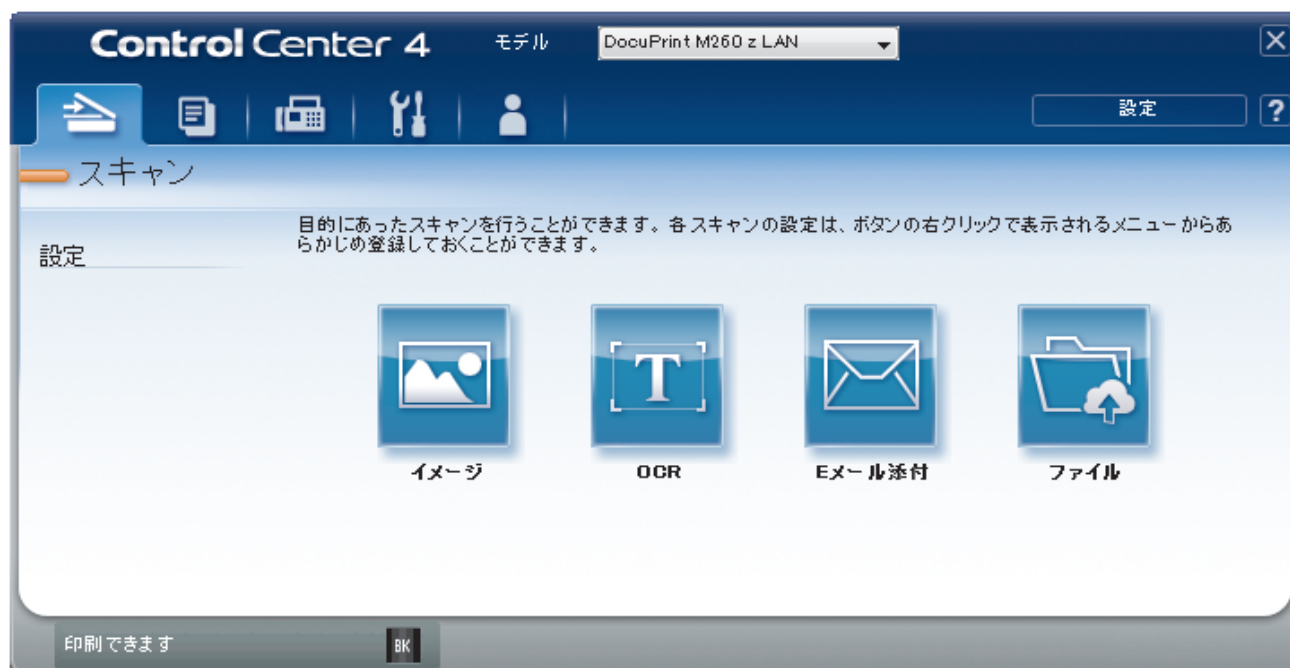 Control Center 4 モデル DocuPrint M260 z LAN
設定 ?
スキャン
目的にあったスキャンを行うことができます。各スキャンの設定は、ボタンの右クリックで表示されるメニューからあ
らかじめ登録しておくことができます。
設定
T
イメージ OCR Eメール添付 ファイル
印刷できます BK